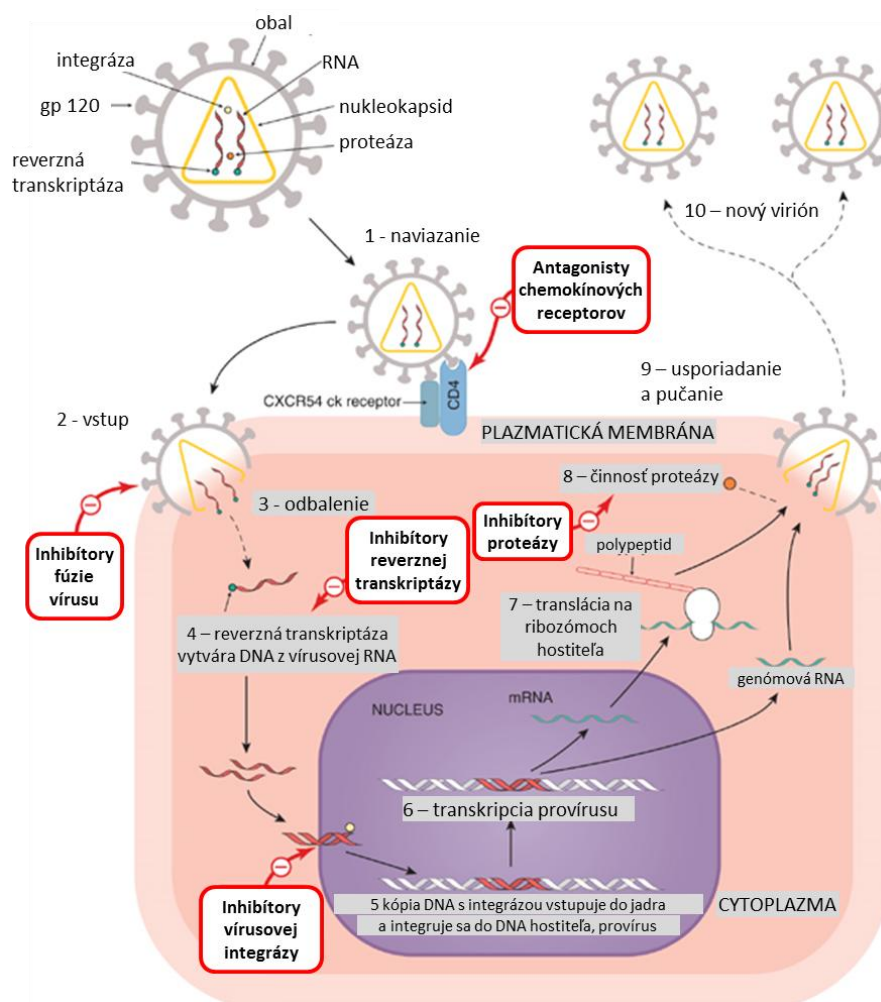 obal
integráza
RNA
gp 120
nukleokapsid
proteáza
reverzná
transkriptáza
10 – nový virión
1 - naviazanie
Antagonisty
chemokínových
receptorov
9 – usporiadanie
a pučanie
CXCR54 ck receptor
CD4
2 - vstup
PLAZMATICKÁ MEMBRÁNA
8 – činnosť proteázy
3 - odbalenie
Inhibítory
fúzie
vírusu
Inhibítory
reverznej
transkriptázy
Inhibítory
proteázy
polypeptid
4 – reverzná transkriptáza
vytvára DNA z vírusovej RNA
7 – translácia na
ribozómoch
hostiteľa
genómová RNA
NUCLEUS
mRNA
6 – transkripcia provírusu
Inhibítory
vírusovej
integrázy
5 kópia DNA s integrázou vstupuje do jadra
a integruje sa do DNA hostiteľa, provírus
CYTOPLAZMA